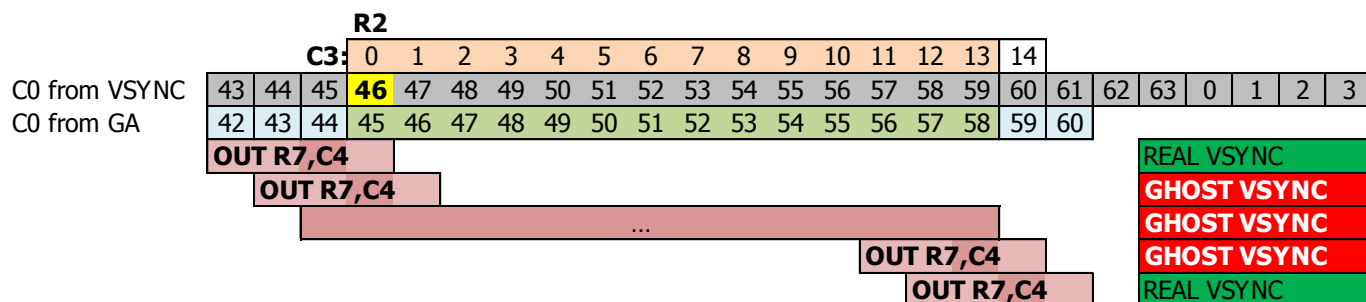 R2
C3: 0 1 2 3 4 5 6 7 8 9 10 11 12 13 14
C0 from VSYNC 43 44 45 46 47 48 49 50 51 52 53 54 55 56 57 58 59 60 61 62 63 0 1 2 3
C0 from GA 42 43 44 45 46 47 48 49 50 51 52 53 54 55 56 57 58 59 60
OUT R7,C4 REAL VSYNC
OUT R7,C4 GHOST VSYNC
... GHOST VSYNC
OUT R7,C4 GHOST VSYNC
OUT R7,C4 REAL VSYNC